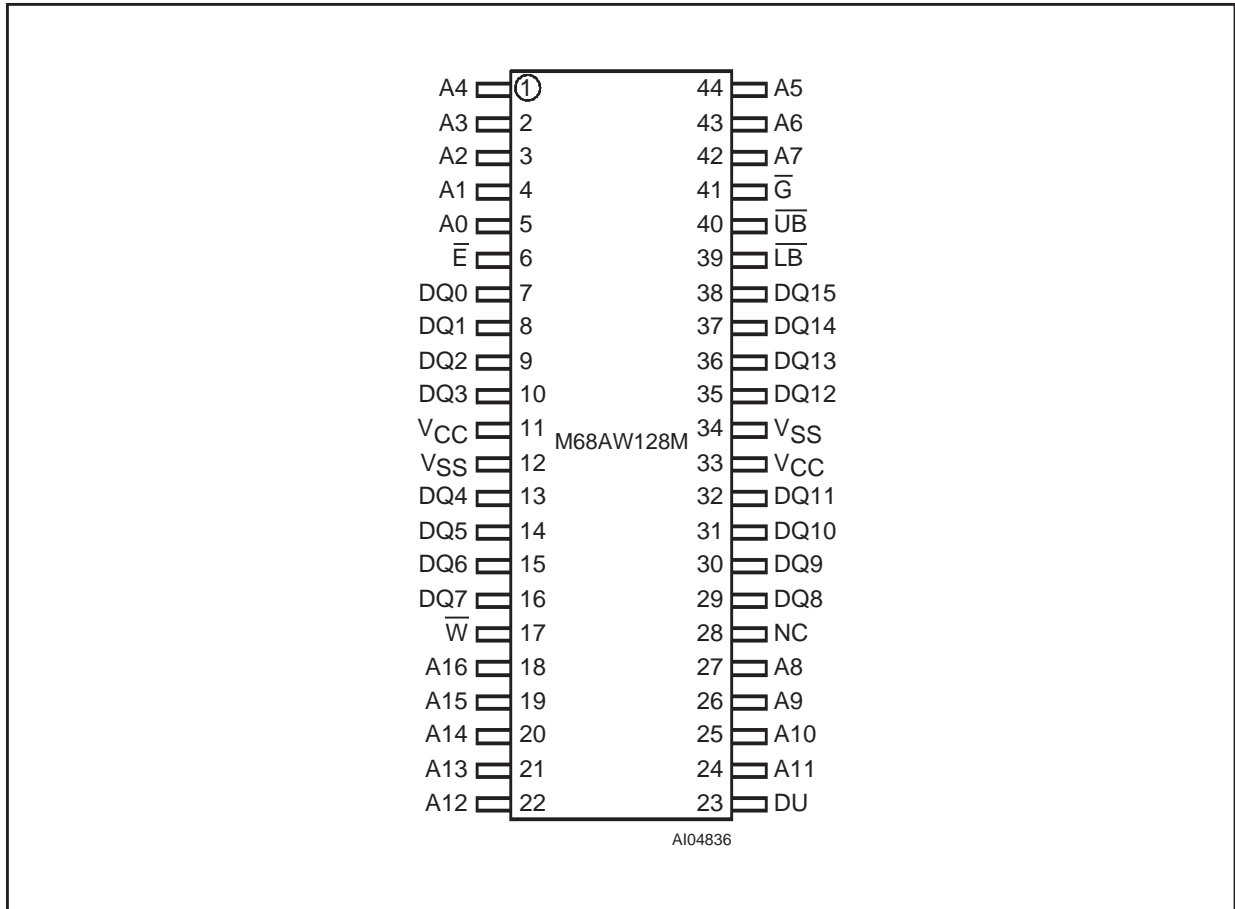 A4 1 44 A5
A3 2 43 A6
A2 3 42 A7
A1 4 41 G̅
A0 5 40 U̅B̅
E̅ 6 39 L̅B̅
DQ0 7 38 DQ15
DQ1 8 37 DQ14
DQ2 9 36 DQ13
DQ3 10 35 DQ12
VCC 11 34 VSS
M68AW128M
VSS 12 33 VCC
DQ4 13 32 DQ11
DQ5 14 31 DQ10
DQ6 15 30 DQ9
DQ7 16 29 DQ8
W̅ 17 28 NC
A16 18 27 A8
A15 19 26 A9
A14 20 25 A10
A13 21 24 A11
A12 22 23 DU
AI04836